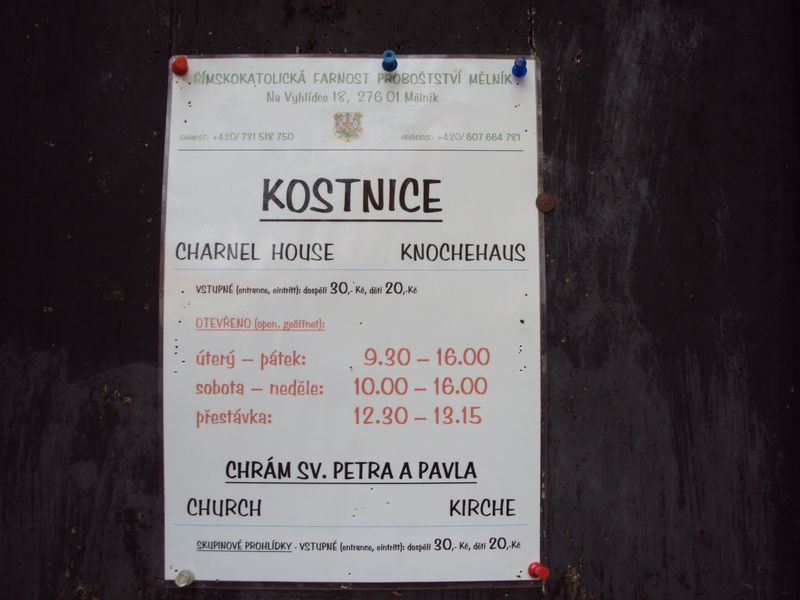 ŘÍMSKOKATOLICKÁ FARNOST PROBOŠTSTVÍ MĚLNÍK
Na Vyhlídce 18, 276 01 Mělník
FARNOST: +420/ 731 518 750 PRŮVODCE: +420/ 607 664 781
KOSTNICE
CHARNEL HOUSE KNOCHEHAUS
VSTUPNÉ (entrance, eintritt): dospělí 30,- Kč, děti 20,-Kč
OTEVŘENO (open, geöffnet):
úterý – pátek: 9.30 – 16.00
sobota – neděle: 10.00 – 16.00
přestávka: 12.30 – 13.15
CHRÁM SV. PETRA A PAVLA
CHURCH KIRCHE
SKUPINOVÉ PROHLÍDKY - VSTUPNÉ (entrance, eintritt): dospělí 30,- Kč, děti 20,-Kč